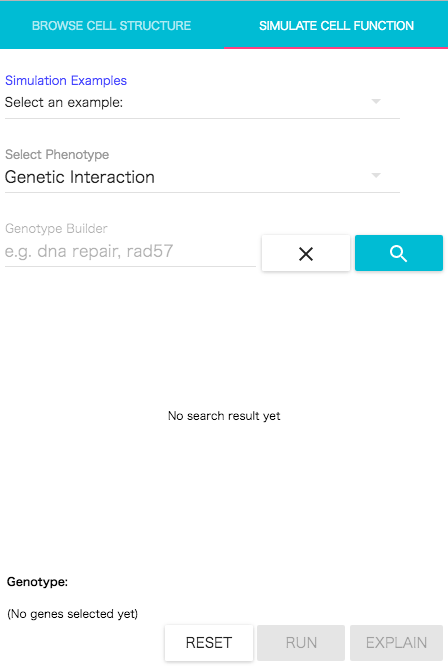 BROWSE CELL STRUCTURE
SIMULATE CELL FUNCTION
Simulation Examples
Select an example:
Select Phenotype
Genetic Interaction
Genotype Builder
e.g. dna repair, rad57
No search result yet
Genotype:
(No genes selected yet)
RESET
RUN
EXPLAIN